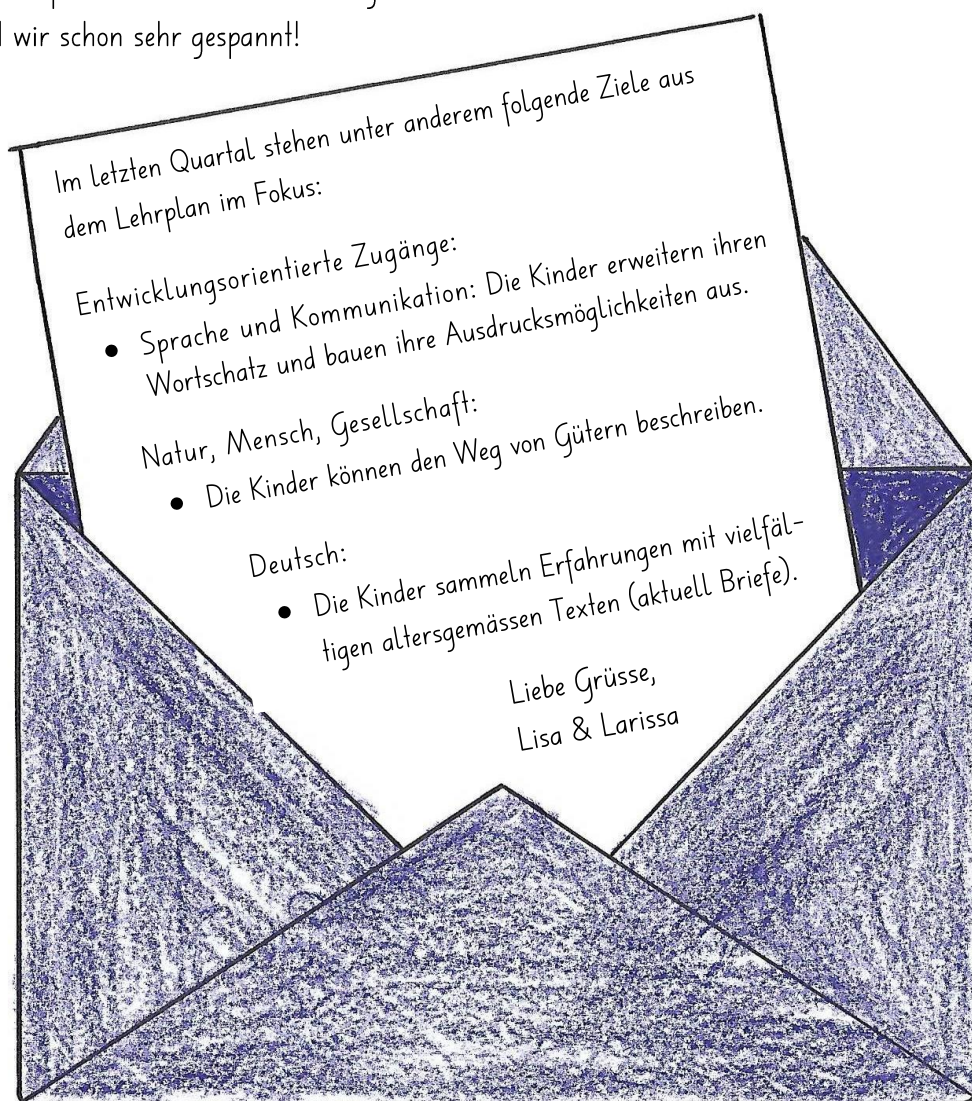 wir schon sehr gespannt!
Im letzten Quartal stehen unter anderem folgende Ziele aus
dem Lehrplan im Fokus:
Entwicklungsorientierte Zugänge:
• Sprache und Kommunikation: Die Kinder erweitern ihren
Wortschatz und bauen ihre Ausdrucksmöglichkeiten aus.
Natur, Mensch, Gesellschaft:
• Die Kinder können den Weg von Gütern beschreiben.
Deutsch:
• Die Kinder sammeln Erfahrungen mit vielfäl-
tigen altersgemässen Texten (aktuell Briefe).
Liebe Grüsse,
Lisa & Larissa